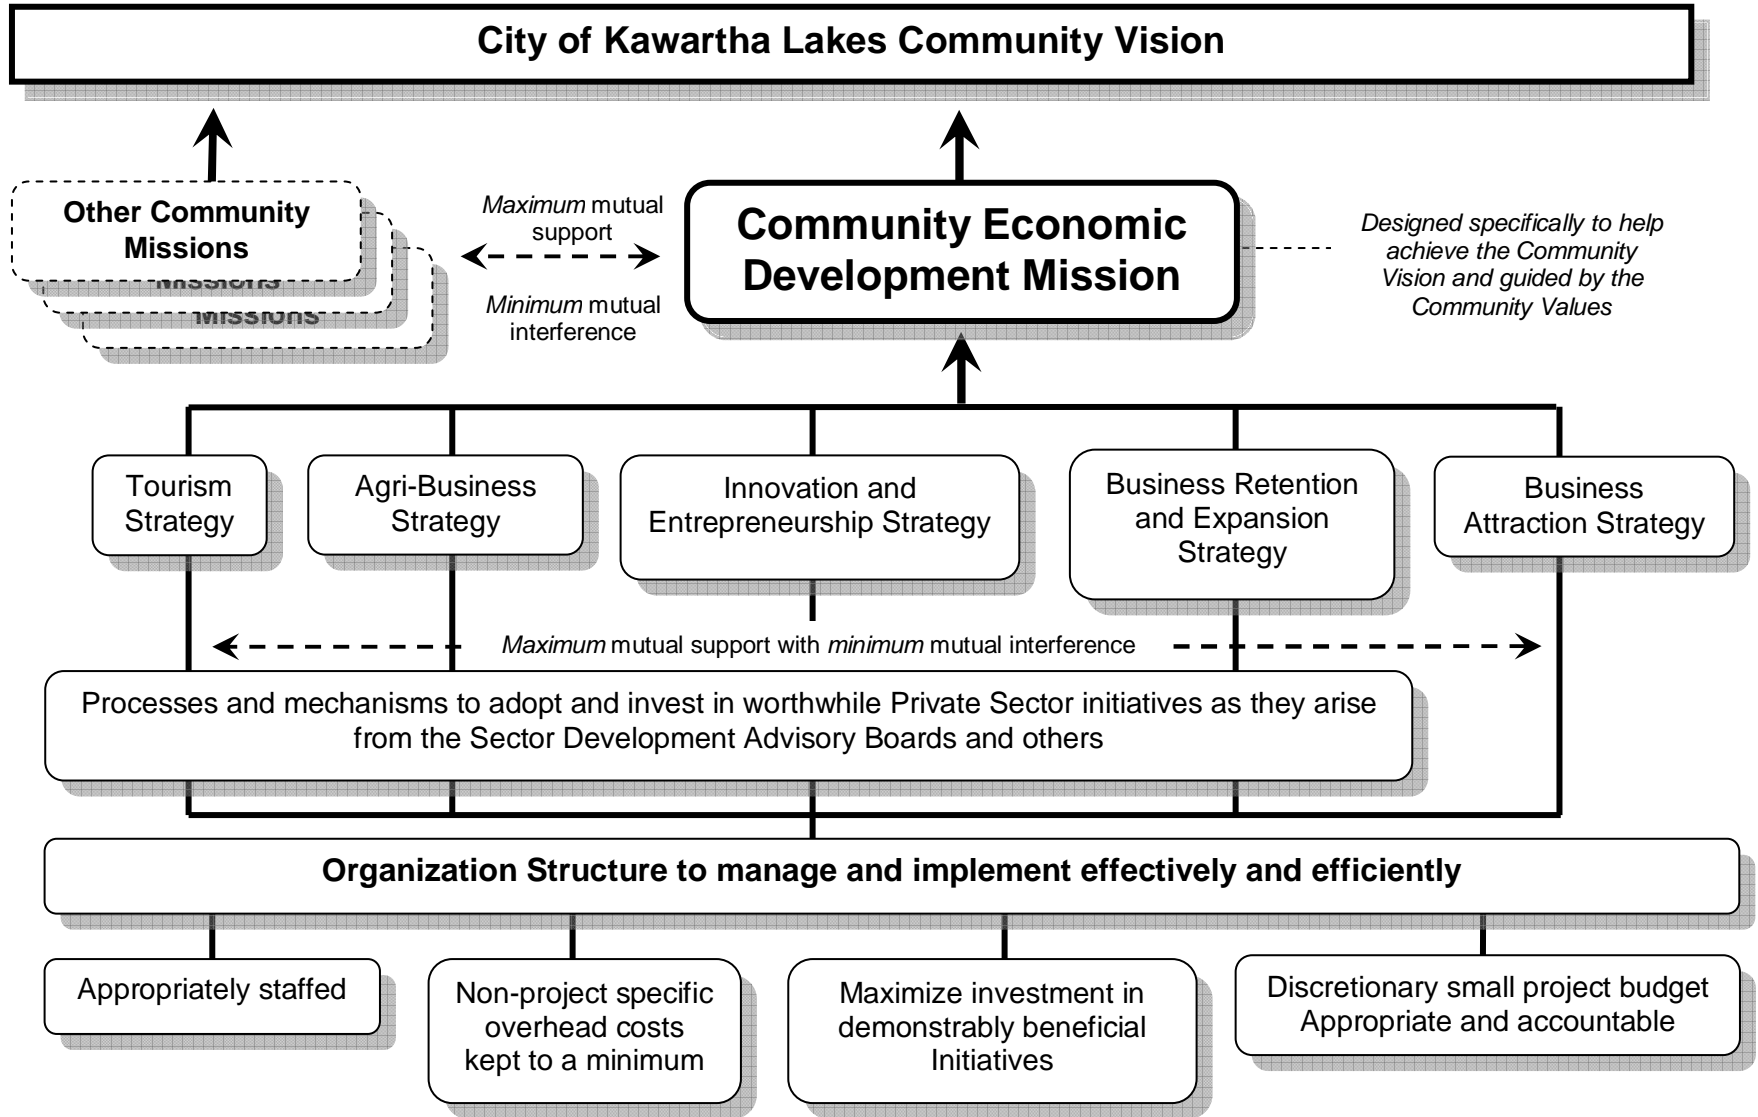 City of Kawartha Lakes Community Vision
Other Community
Missions
Missions
Missions
Maximum mutual
support
Minimum mutual
interference
Community Economic
Development Mission
Designed specifically to help
achieve the Community
Vision and guided by the
Community Values
Tourism
Strategy
Agri-Business
Strategy
Innovation and
Entrepreneurship Strategy
Business Retention
and Expansion
Strategy
Business
Attraction Strategy
Maximum mutual support with minimum mutual interference
Processes and mechanisms to adopt and invest in worthwhile Private Sector initiatives as they arise
from the Sector Development Advisory Boards and others
Organization Structure to manage and implement effectively and efficiently
Appropriately staffed
Non-project specific
overhead costs
kept to a minimum
Maximize investment in
demonstrably beneficial
Initiatives
Discretionary small project budget
Appropriate and accountable